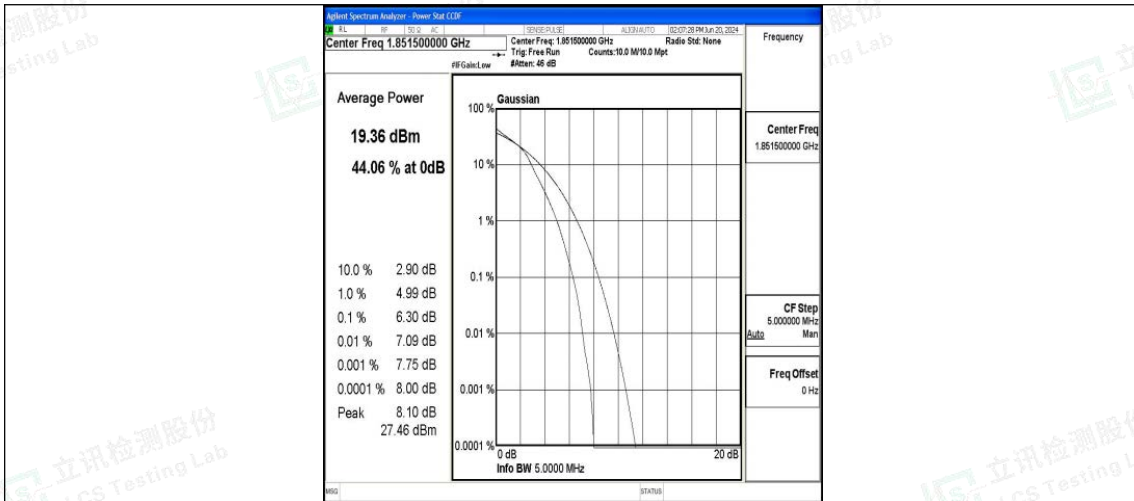 Agilent Spectrum Analyzer - Power Stat CCDF
RL RF 50 Ω AC SENSE:PULSE ALIGN AUTO 02:07:28 PM Jun 20, 2024
Center Freq 1.851500000 GHz
Center Freq: 1.851500000 GHz
Radio Std: None
Trig: Free Run
Counts:10.0 M/10.0 Mpt
#IFGain:Low
#Atten: 46 dB
Frequency
Average Power
19.36 dBm
44.06 % at 0dB
10.0 % 2.90 dB
1.0 % 4.99 dB
0.1 % 6.30 dB
0.01 % 7.09 dB
0.001 % 7.75 dB
0.0001 % 8.00 dB
Peak 8.10 dB
27.46 dBm
Gaussian
100 %
10 %
1 %
0.1 %
0.01 %
0.001 %
0.0001 %
0 dB
20 dB
Info BW 5.0000 MHz
Center Freq
1.851500000 GHz
CF Step
5.000000 MHz
Auto Man
Freq Offset
0 Hz
MSG
STATUS
立讯检测股份
LCS Testing Lab